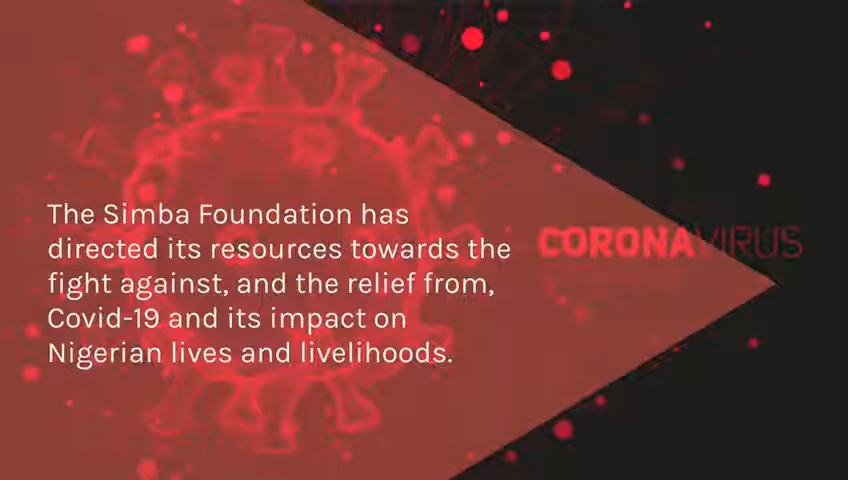 The Simba Foundation has
directed its resources towards the
fight against, and the relief from,
Covid-19 and its impact on
Nigerian lives and livelihoods.
CORONAVIRUS